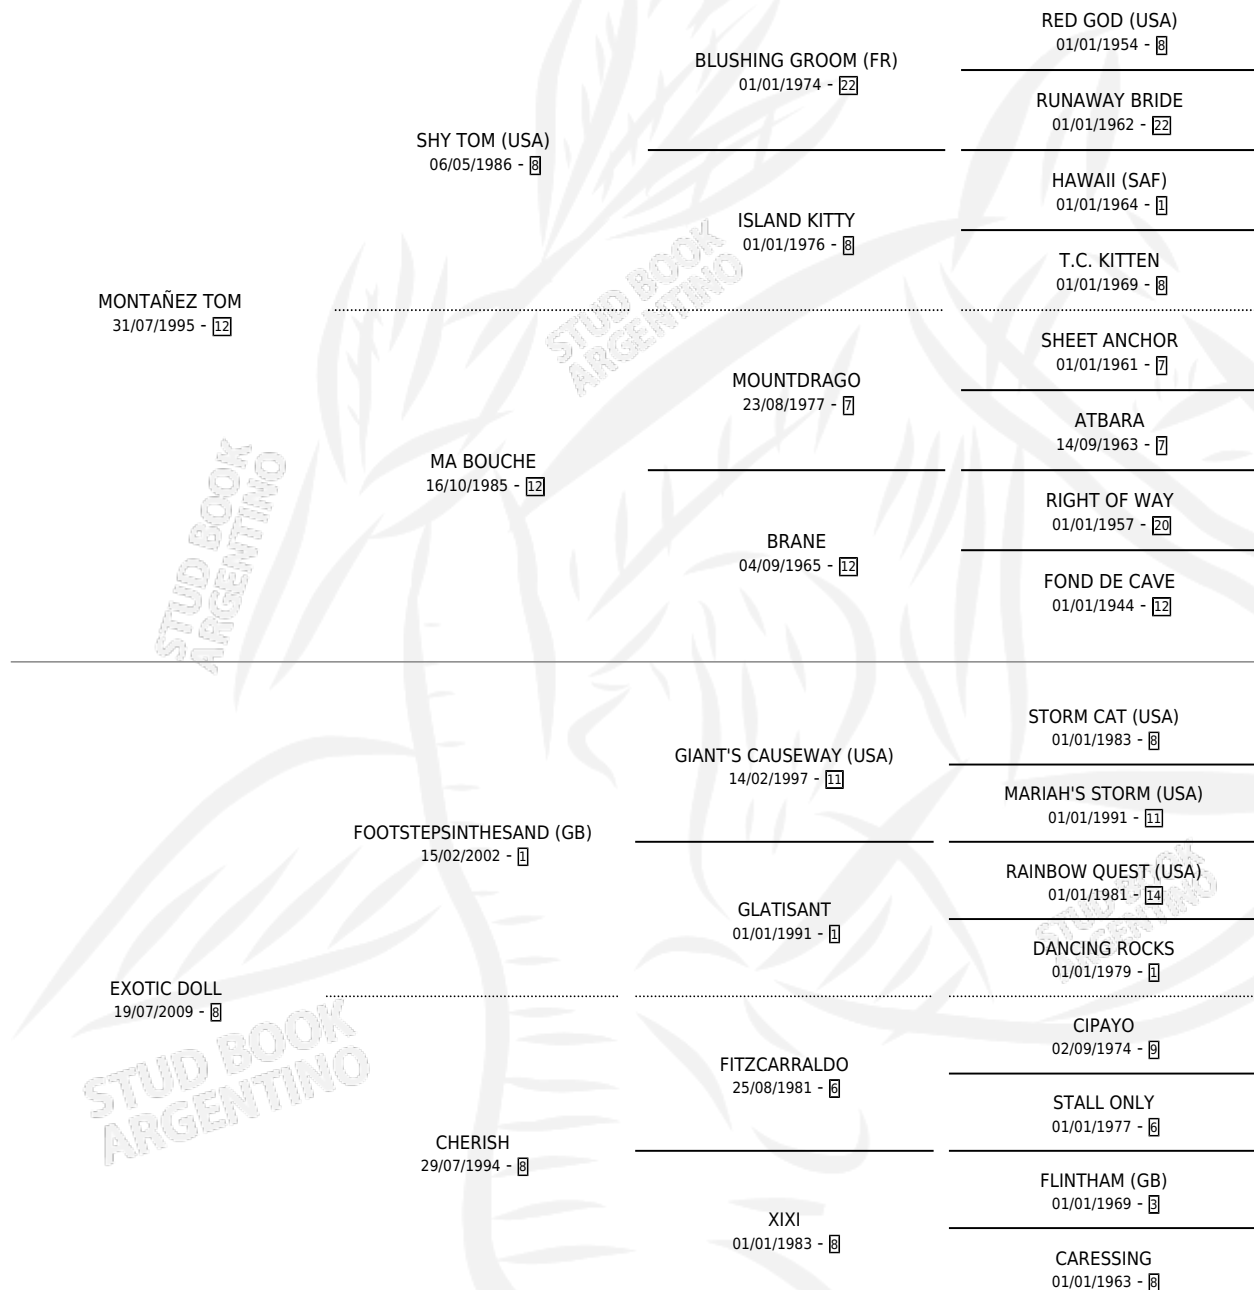 RED GOD (USA)
01/01/1954 - 8
BLUSHING GROOM (FR)
01/01/1974 - 22
RUNAWAY BRIDE
01/01/1962 - 22
SHY TOM (USA)
06/05/1986 - 8
HAWAII (SAF)
01/01/1964 - 1
ISLAND KITTY
01/01/1976 - 8
T.C. KITTEN
01/01/1969 - 8
MONTAÑEZ TOM
31/07/1995 - 12
SHEET ANCHOR
01/01/1961 - 7
MOUNTDRAGO
23/08/1977 - 7
ATBARA
14/09/1963 - 7
MA BOUCHE
16/10/1985 - 12
RIGHT OF WAY
01/01/1957 - 20
BRANE
04/09/1965 - 12
FOND DE CAVE
01/01/1944 - 12
STORM CAT (USA)
01/01/1983 - 8
GIANT'S CAUSEWAY (USA)
14/02/1997 - 11
MARIAH'S STORM (USA)
01/01/1991 - 11
FOOTSTEPSINTHESAND (GB)
15/02/2002 - 1
RAINBOW QUEST (USA)
01/01/1981 - 14
GLATISANT
01/01/1991 - 1
DANCING ROCKS
01/01/1979 - 1
EXOTIC DOLL
19/07/2009 - 8
CIPAYO
02/09/1974 - 9
FITZCARRALDO
25/08/1981 - 6
STALL ONLY
01/01/1977 - 6
CHERISH
29/07/1994 - 8
FLINTHAM (GB)
01/01/1969 - 3
XIXI
01/01/1983 - 8
CARESSING
01/01/1963 - 8
STUD BOOK
ARGENTINO
STUD BOOK
ARGENTINO
STUD BOOK
ARGENTINO
STUD BOOK
ARGENTINO